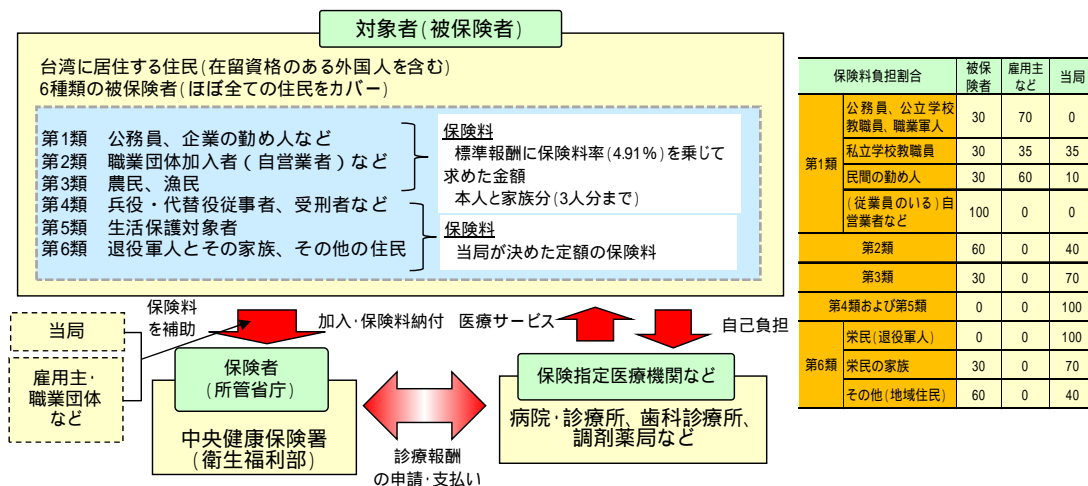 対象者(被保険者)
台湾に居住する住民(在留資格のある外国人を含む)
6種類の被保険者(ほぼ全ての住民をカバー)
第1類 公務員、企業の勤め人など
第2類 職業団体加入者(自営業者)など
第3類 農民、漁民
第4類 兵役・代替役従事者、受刑者など
第5類 生活保護対象者
第6類 退役軍人とその家族、その他の住民
保険料
標準報酬に保険料率(4.91%)を乗じて
求めた金額
本人と家族分(3人分まで)
保険料
当局が決めた定額の保険料
保険料
を補助
加入・保険料納付
医療サービス
自己負担
当局
雇用主・
職業団体
など
保険者
(所管省庁)
中央健康保険署
(衛生福利部)
診療報酬
の申請・支払い
保険指定医療機関など
病院・診療所、歯科診療所、
調剤薬局など
保険料負担割合 被保険者 雇用主など 当局
第1類
公務員、公立学校
教職員、職業軍人 30 70 0
私立学校教職員 30 35 35
民間の勤め人 30 60 10
(従業員のいる)自
営業者など 100 0 0
第2類 60 0 40
第3類 30 0 70
第4類および第5類 0 0 100
第6類
栄民(退役軍人) 0 0 100
栄民の家族 30 0 70
その他(地域住民) 60 0 40